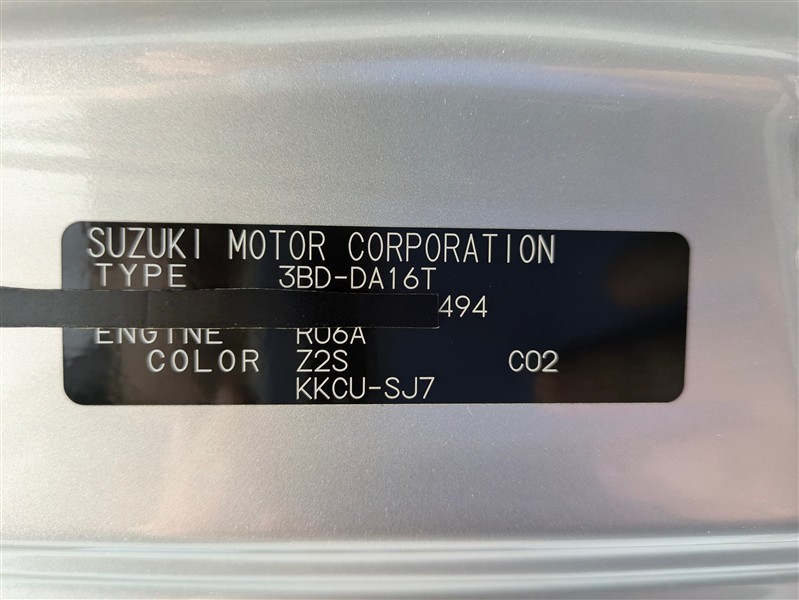 SUZUKI MOTOR CORPORATION
TYPE 3BD-DA16T
494
ENGINE R06A
COLOR Z2S C02
KKCU-SJ7